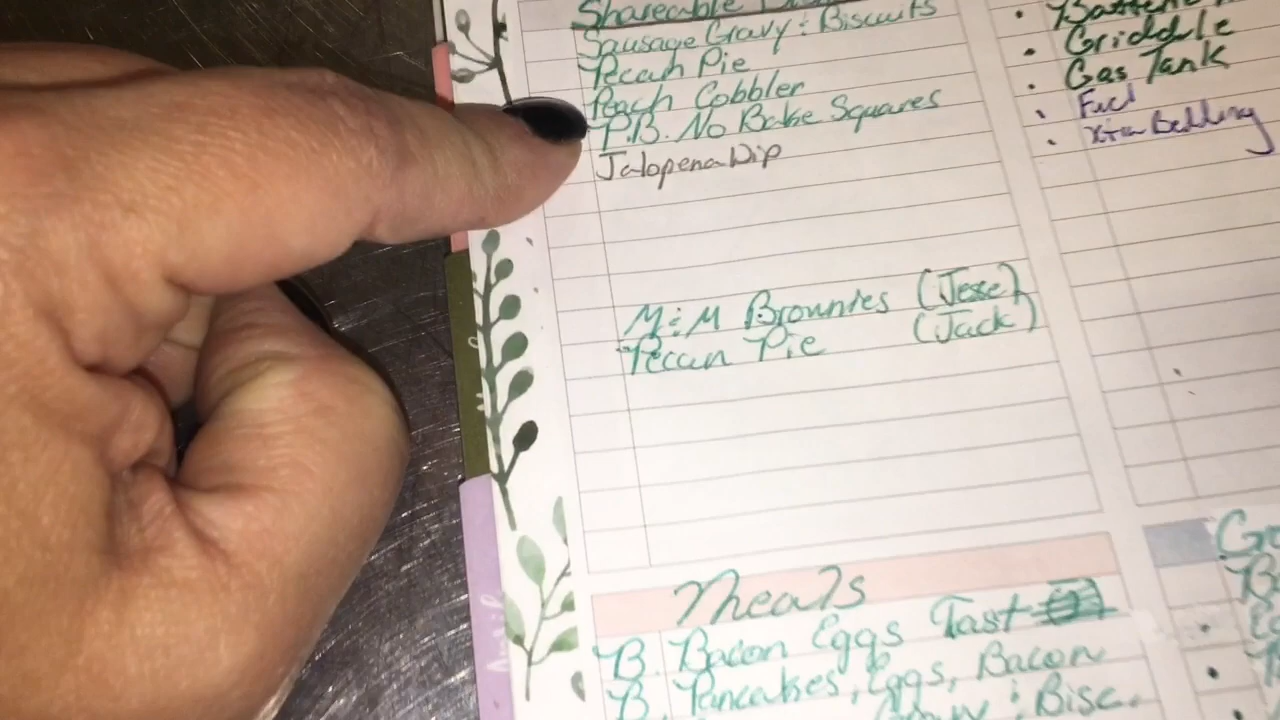 Shareable
Sausage Gravy & Biscuits
Pecan Pie
Peach Cobbler
P.B. No Bake Squares
Jalopena Dip
M&M Brownies (Jesse)
Pecan Pie (Jack)
• Griddle
• Gas Tank
• Fuel
• Xtra Bedding
Meals
B. Bacon Eggs Tast
B. Pancakes, Eggs, Bacon
& Bisc.